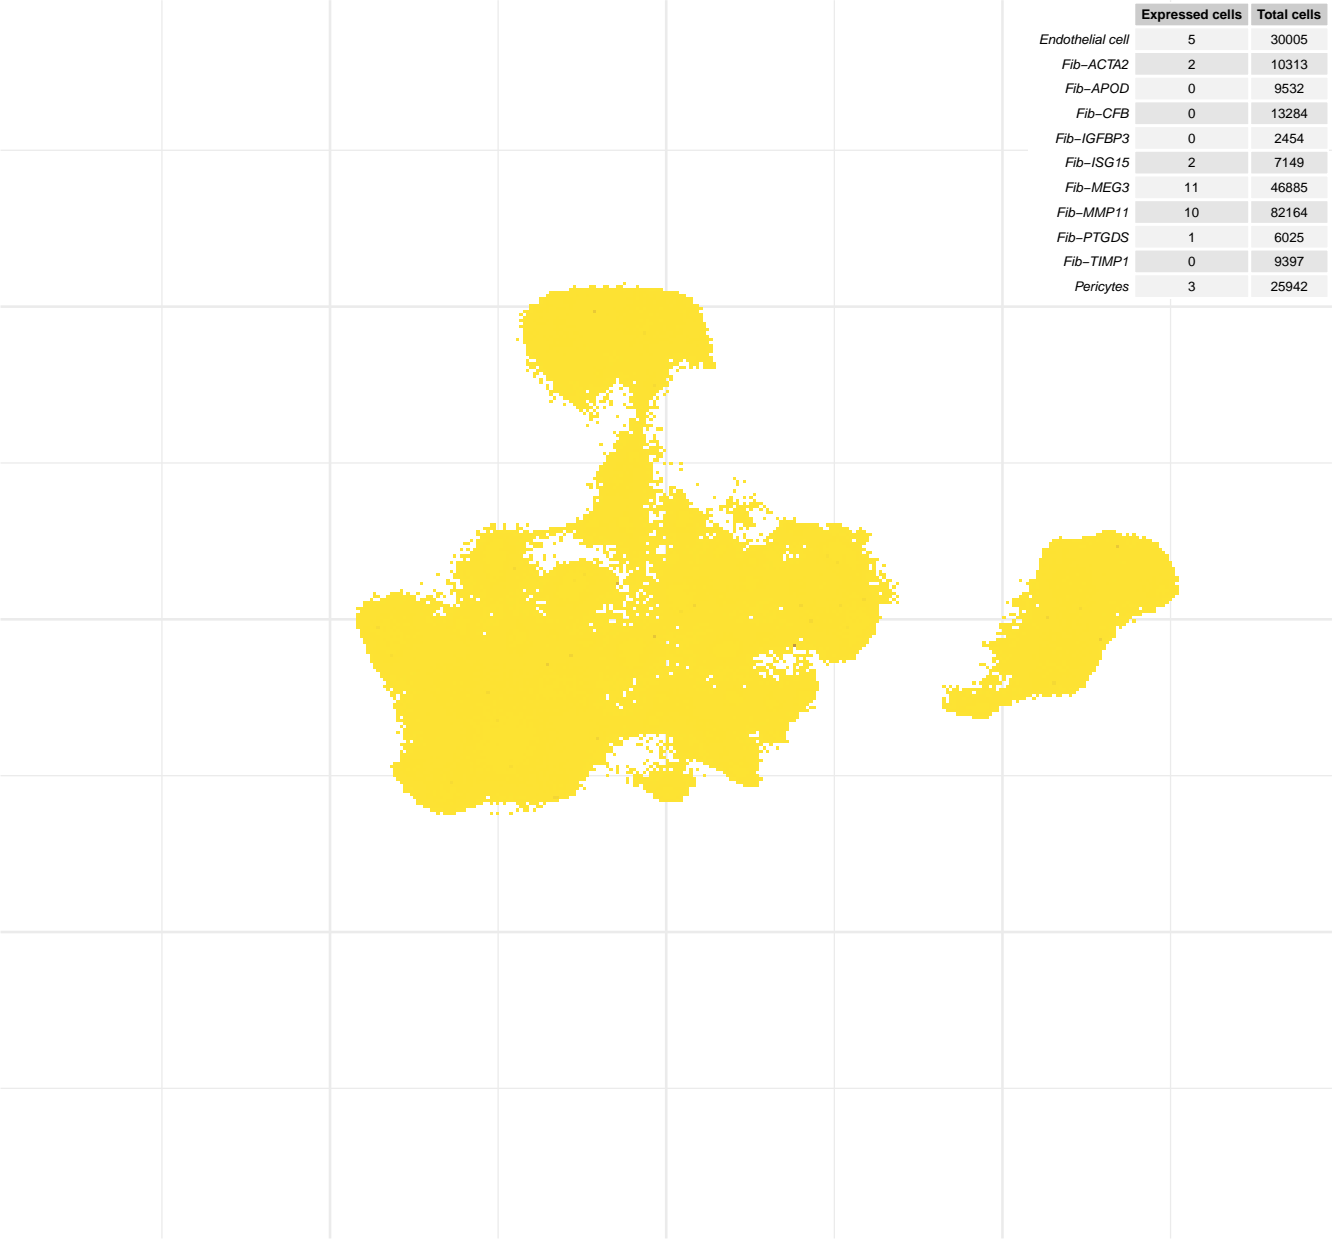 Expressed cells Total cells
Endothelial cell 5 30005
Fib−ACTA2 2 10313
Fib−APOD 0 9532
Fib−CFB 0 13284
Fib−IGFBP3 0 2454
Fib−ISG15 2 7149
Fib−MEG3 11 46885
Fib−MMP11 10 82164
Fib−PTGDS 1 6025
Fib−TIMP1 0 9397
Pericytes 3 25942